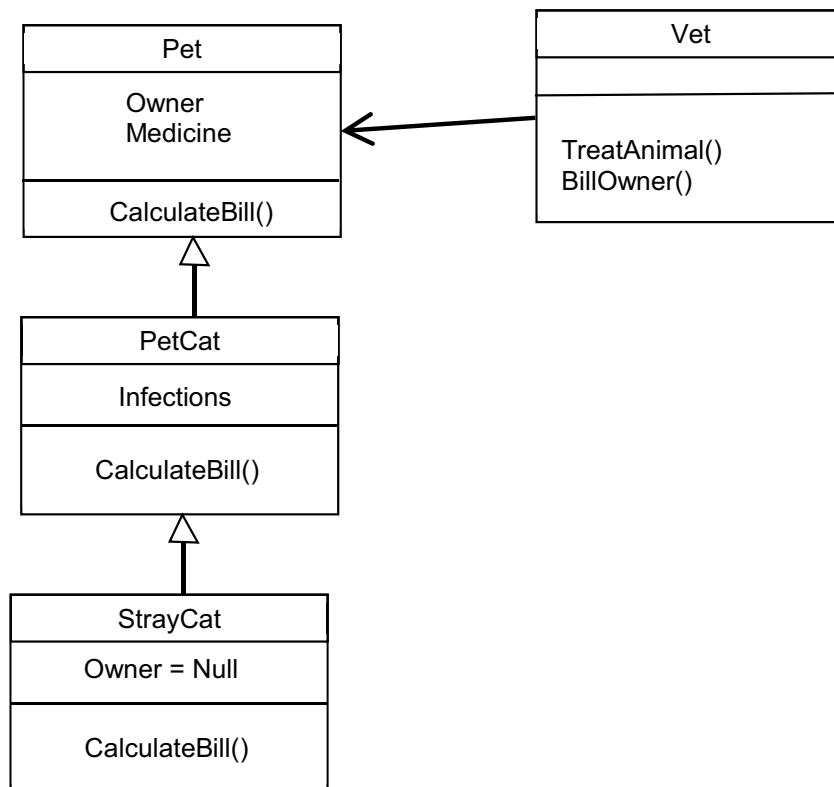 Pet
Owner
Medicine
CalculateBill()
Vet
TreatAnimal()
BillOwner()
PetCat
Infections
CalculateBill()
StrayCat
Owner = Null
CalculateBill()